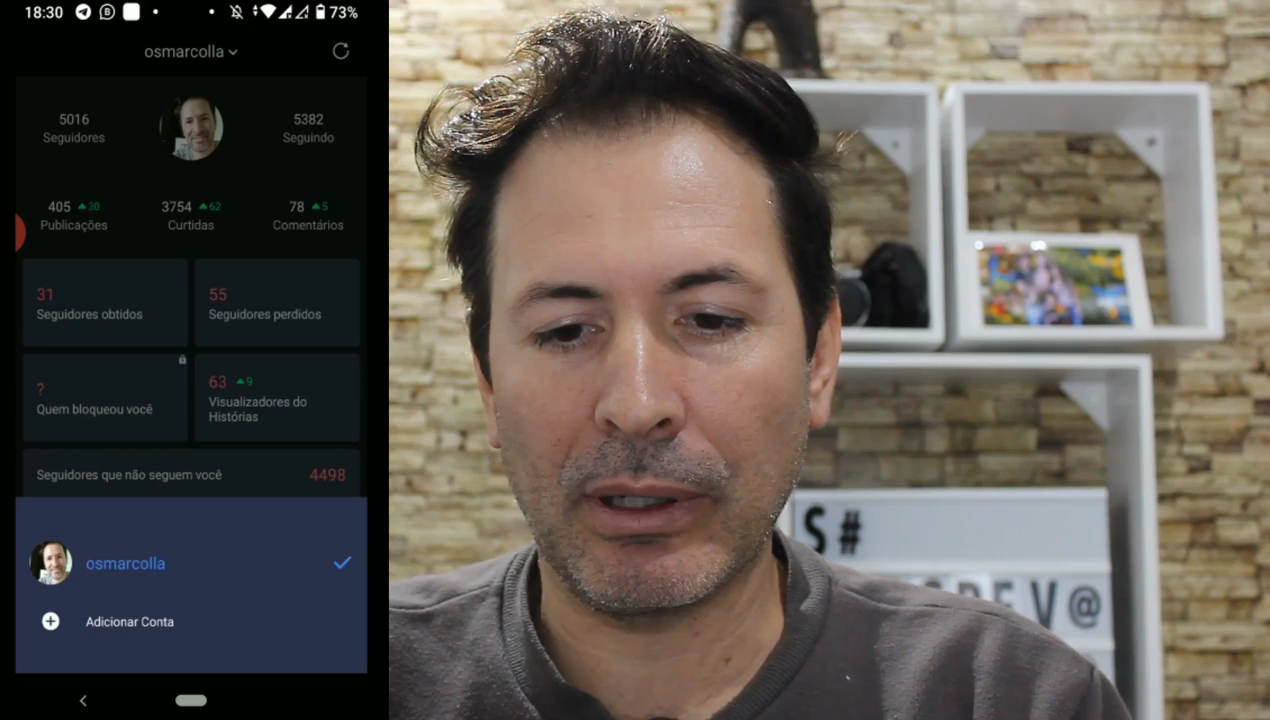 18:30 73%
osmarcolla
5016 5382
Seguidores Seguindo
405 30 3754 62 78 5
Publicações Curtidas Comentários
31 55
Seguidores obtidos Seguidores perdidos
? 63 9
Quem bloqueou você Visualizadores do
Histórias
Seguidores que não seguem você 4498
osmarcolla
Adicionar Conta
S #
E V @